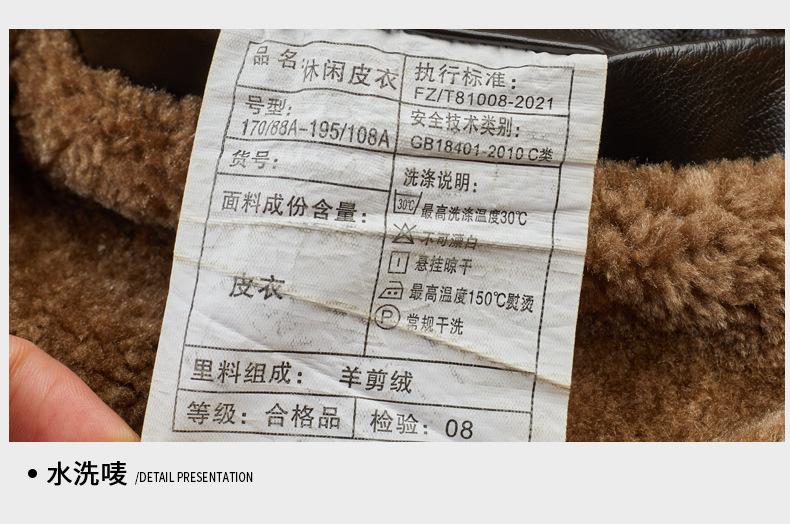 品名 休闲皮衣
执行标准:
FZ/T81008-2021
号型:
170/88A-195/108A
安全技术类别:
GB18401-2010 C类
货号:
洗涤说明:
30℃ 最高洗涤温度30℃
面料成份含量:
不可漂白
悬挂晾干
皮衣
最高温度150℃熨烫
P 常规干洗
里料组成: 羊剪绒
等级: 合格品
检验: 08
水洗唛 /DETAIL PRESENTATION